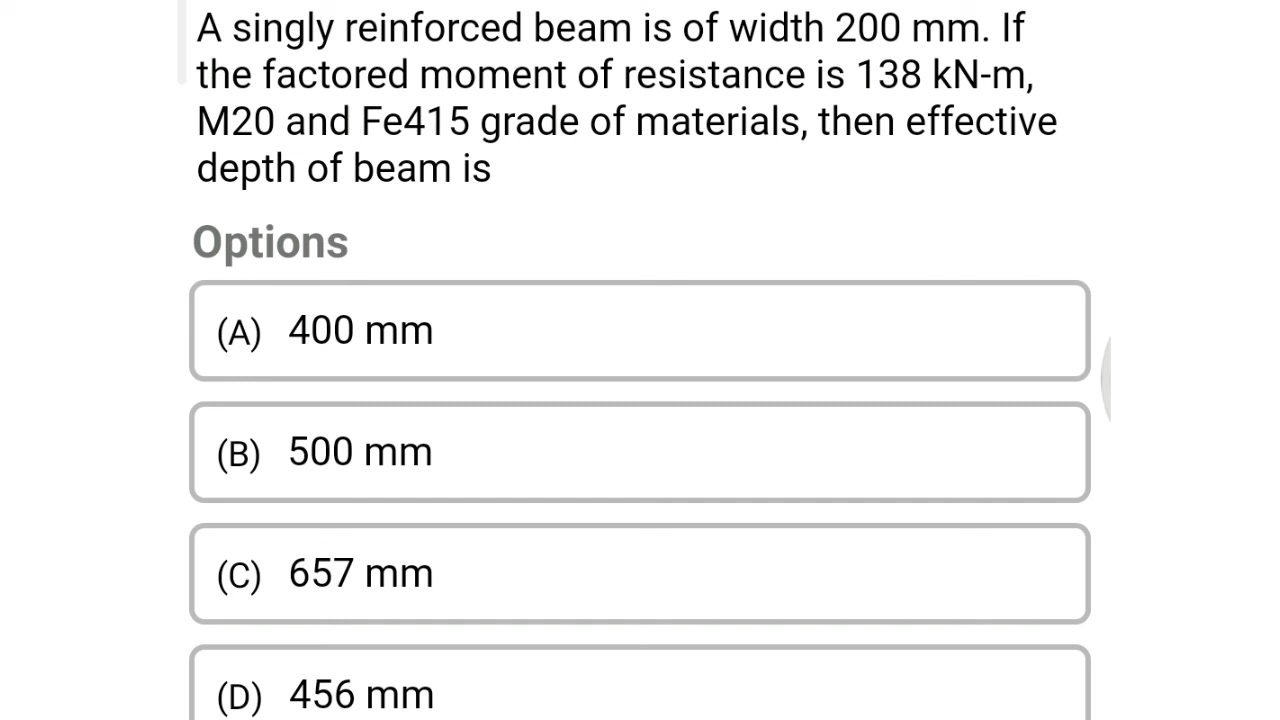 A singly reinforced beam is of width 200 mm. If
the factored moment of resistance is 138 kN-m,
M20 and Fe415 grade of materials, then effective
depth of beam is
Options
(A) 400 mm
(B) 500 mm
(C) 657 mm
(D) 456 mm